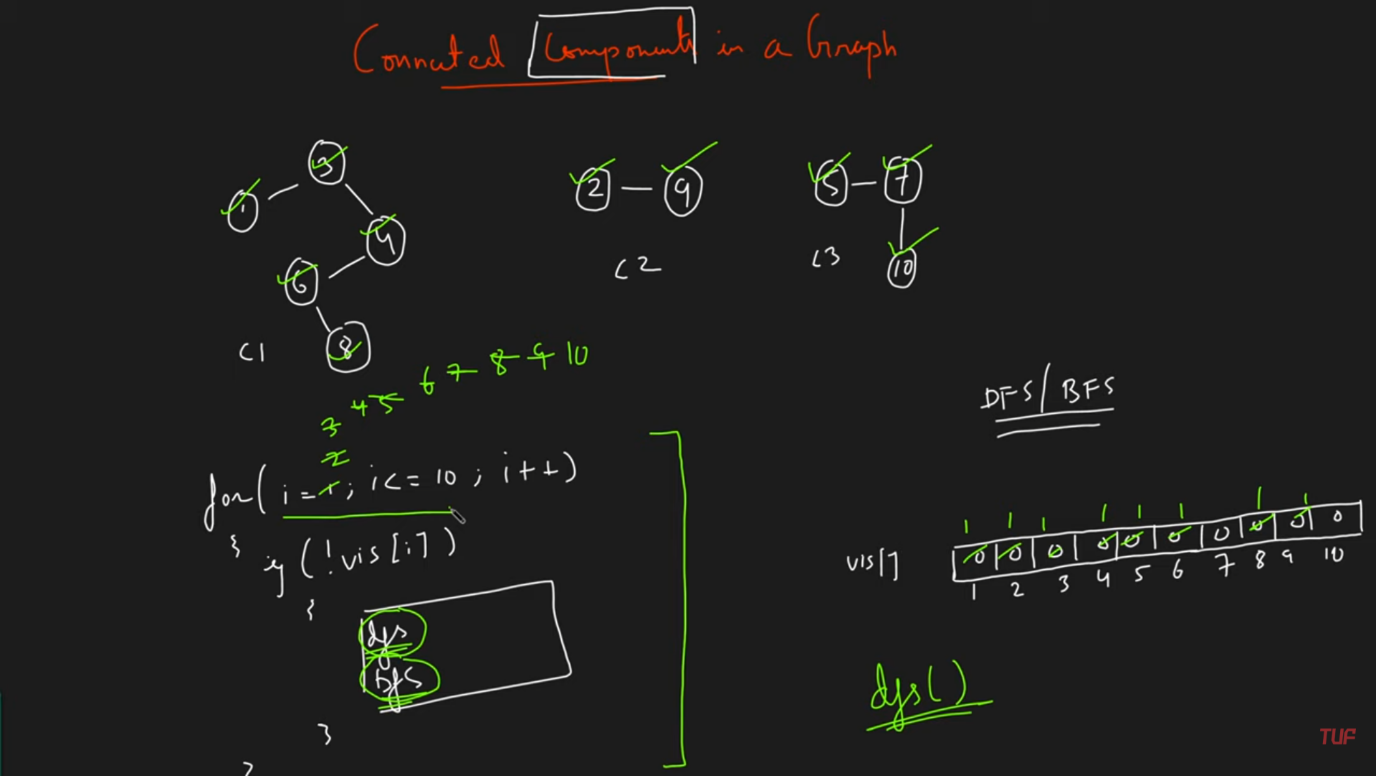 Connected Components in a Graph
1 3 4 6 8
2 9
5 7 10
C1
C2
C3
1 2 3 4 5 6 7 8 9 10
for( i = 1; i <= 10 ; i++)
{
if ( !vis[i] )
{
dfs
bfs
}
}
DFS / BFS
1 1 1 1 1 1 1 1
vis[] 0 0 0 0 0 0 0 0 0 0
1 2 3 4 5 6 7 8 9 10
dfs( )
TUF